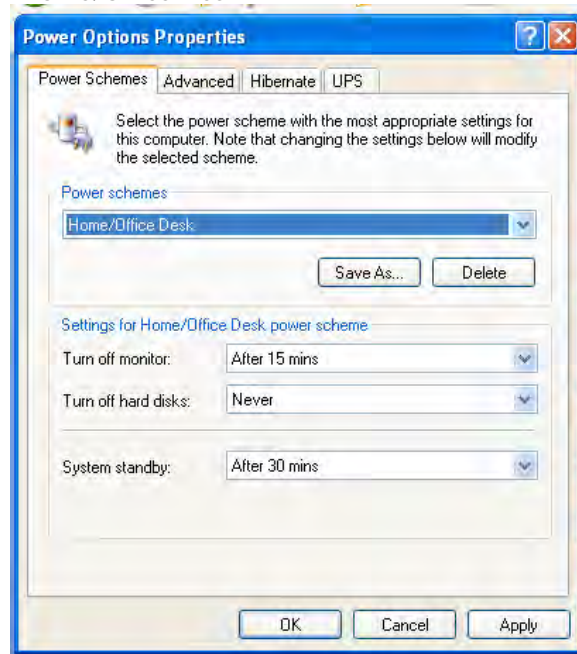 Power Options Properties
Power Schemes Advanced Hibernate UPS
Select the power scheme with the most appropriate settings for
this computer. Note that changing the settings below will modify
the selected scheme.
Power schemes
Home/Office Desk
Save As... Delete
Settings for Home/Office Desk power scheme
Turn off monitor: After 15 mins
Turn off hard disks: Never
System standby: After 30 mins
OK Cancel Apply